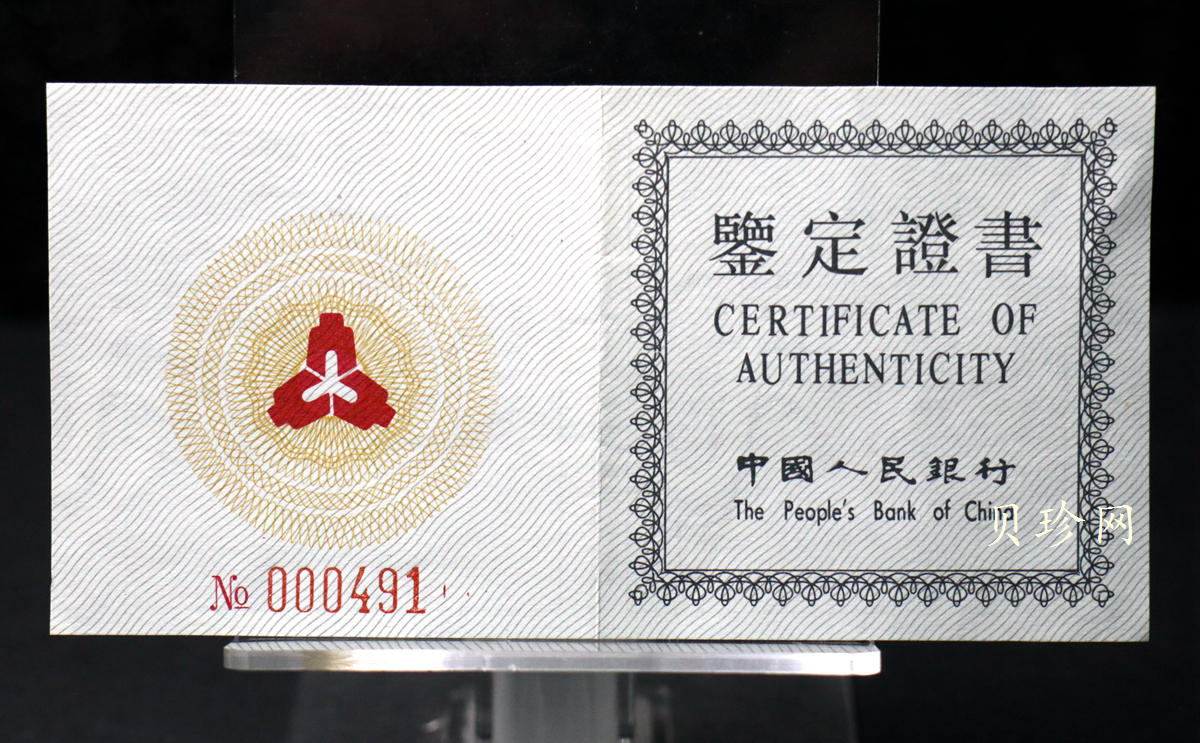 № 000491
鑒定證書
CERTIFICATE OF
AUTHENTICITY
中國人民銀行
The People's Bank of China
贝珍网